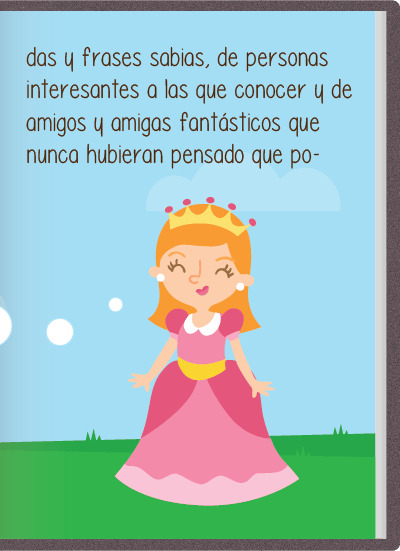 das y frases sabias, de personas
interesantes a las que conocer y de
amigos y amigas fantásticos que
nunca hubieran pensado que po-